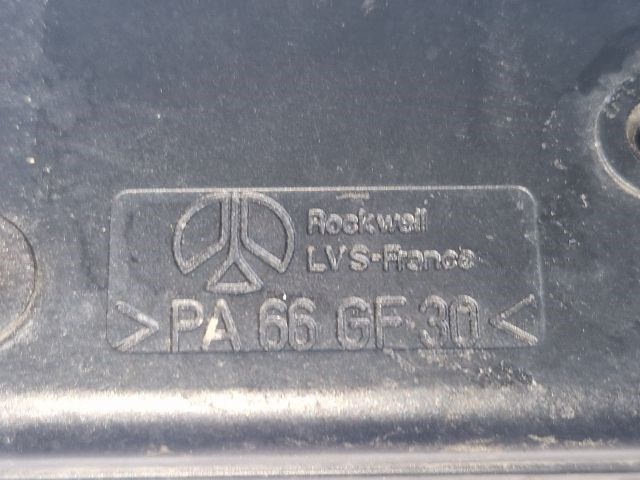 Rockwell
LVS-France
>PA 66 GF 30<